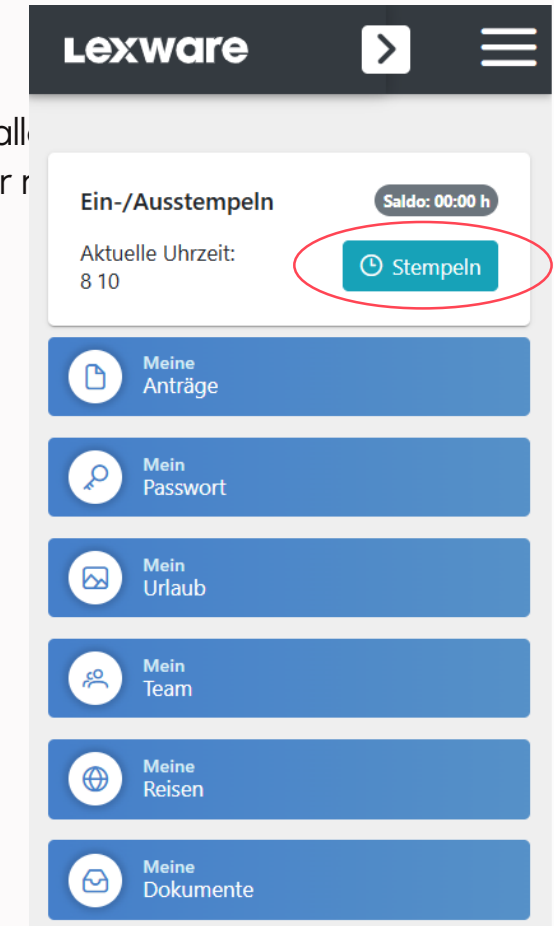 Lexware
Ein-/Ausstempeln
Saldo: 00:00 h
Aktuelle Uhrzeit:
8 10
Stempeln
Meine
Anträge
Mein
Passwort
Mein
Urlaub
Mein
Team
Meine
Reisen
Meine
Dokumente